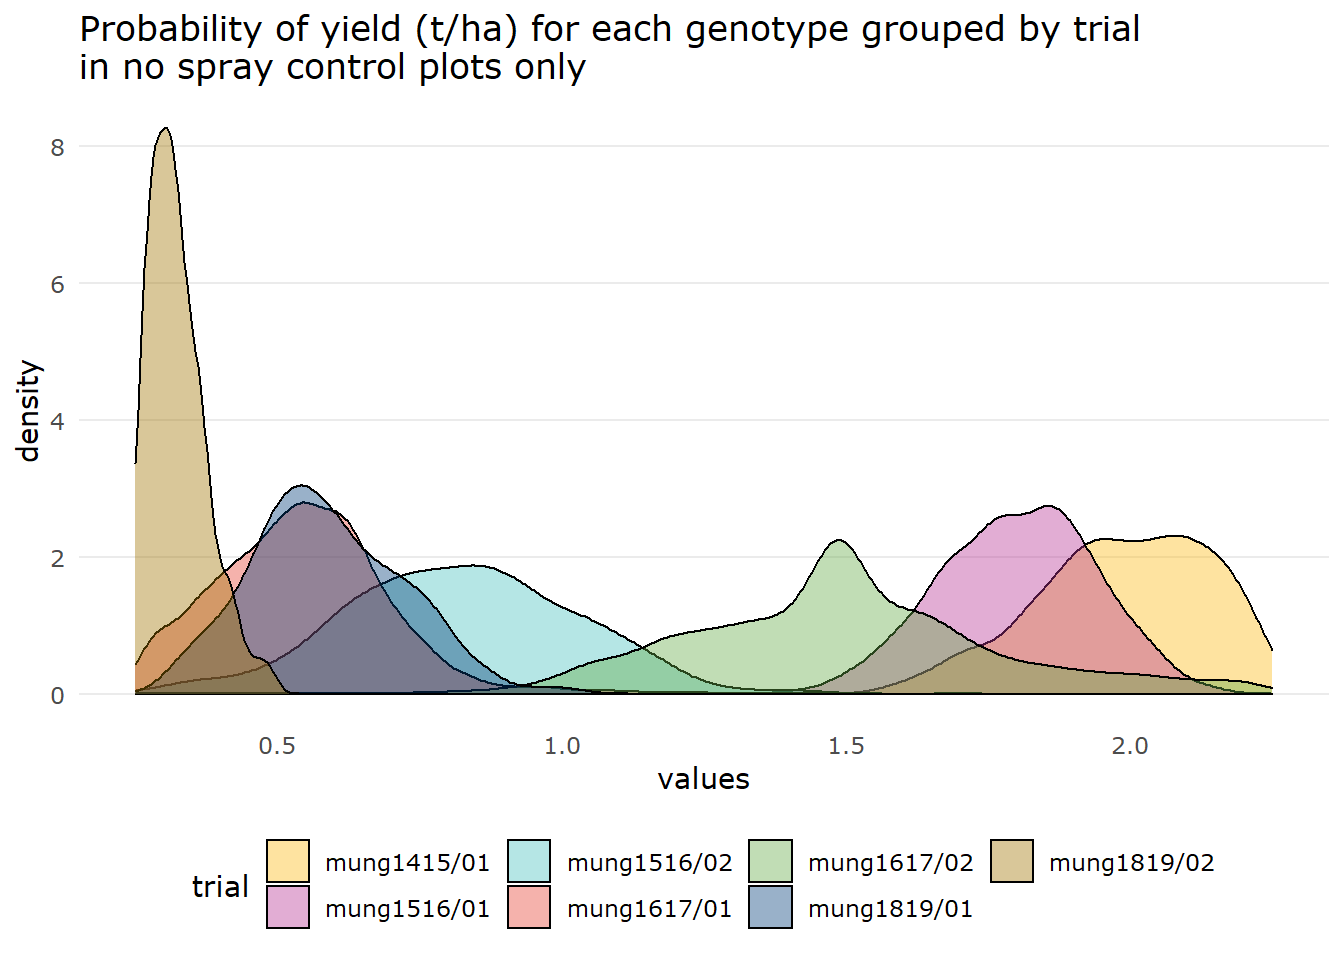 Probability of yield (t/ha) for each genotype grouped by trial
in no spray control plots only
8
6
4
2
0
density
0.5 1.0 1.5 2.0
values
trial
mung1415/01 mung1516/02 mung1617/02 mung1819/02
mung1516/01 mung1617/01 mung1819/01